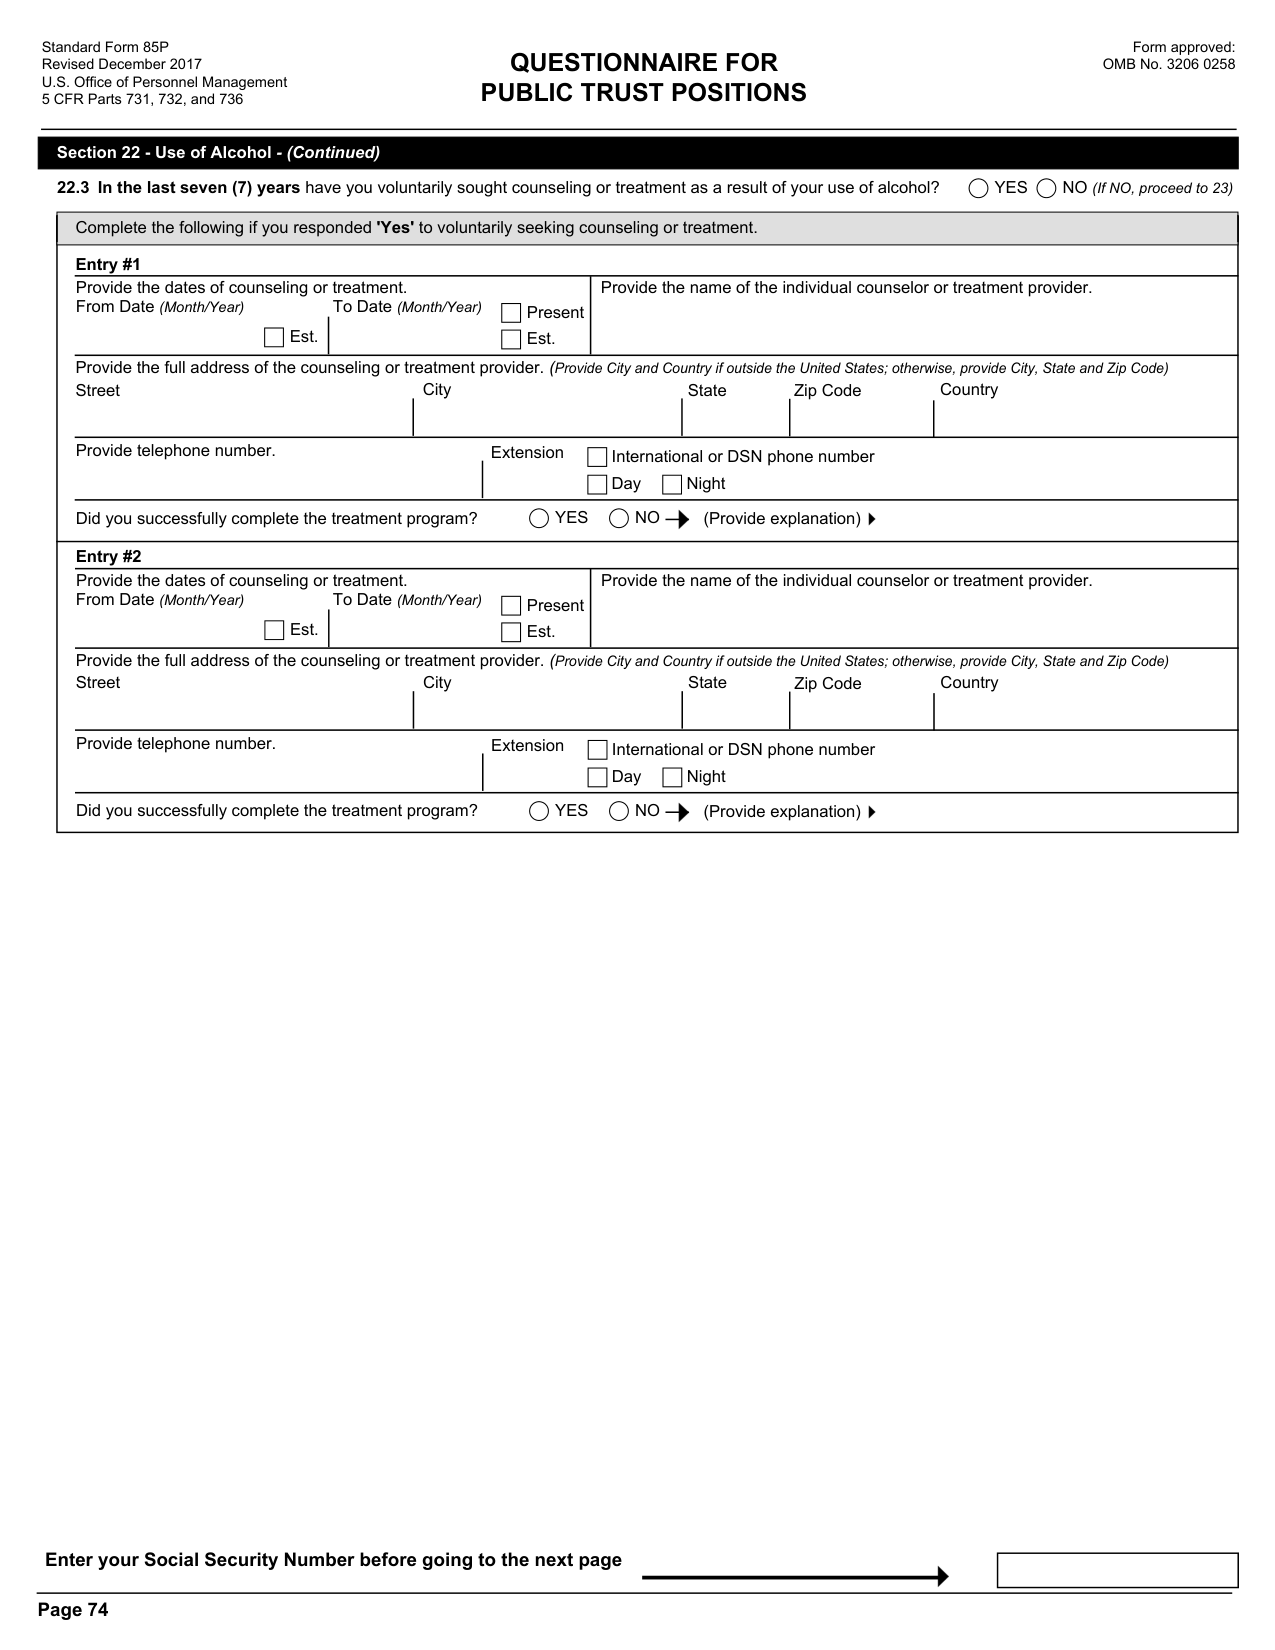 Standard Form 85P
Revised December 2017
U.S. Office of Personnel Management
5 CFR Parts 731, 732, and 736
QUESTIONNAIRE FOR
PUBLIC TRUST POSITIONS
Form approved:
OMB No. 3206 0258
Section 22 - Use of Alcohol - (Continued)
22.3 In the last seven (7) years have you voluntarily sought counseling or treatment as a result of your use of alcohol? YES NO (If NO, proceed to 23)
Complete the following if you responded 'Yes' to voluntarily seeking counseling or treatment.
Entry #1
Provide the dates of counseling or treatment.
From Date (Month/Year) To Date (Month/Year)
Present
Est. Est.
Provide the name of the individual counselor or treatment provider.
Provide the full address of the counseling or treatment provider. (Provide City and Country if outside the United States; otherwise, provide City, State and Zip Code)
Street City State Zip Code Country
Provide telephone number. Extension International or DSN phone number
Day Night
Did you successfully complete the treatment program? YES NO (Provide explanation)
Entry #2
Provide the dates of counseling or treatment.
From Date (Month/Year) To Date (Month/Year)
Present
Est. Est.
Provide the name of the individual counselor or treatment provider.
Provide the full address of the counseling or treatment provider. (Provide City and Country if outside the United States; otherwise, provide City, State and Zip Code)
Street City State Zip Code Country
Provide telephone number. Extension International or DSN phone number
Day Night
Did you successfully complete the treatment program? YES NO (Provide explanation)
Enter your Social Security Number before going to the next page
Page 74